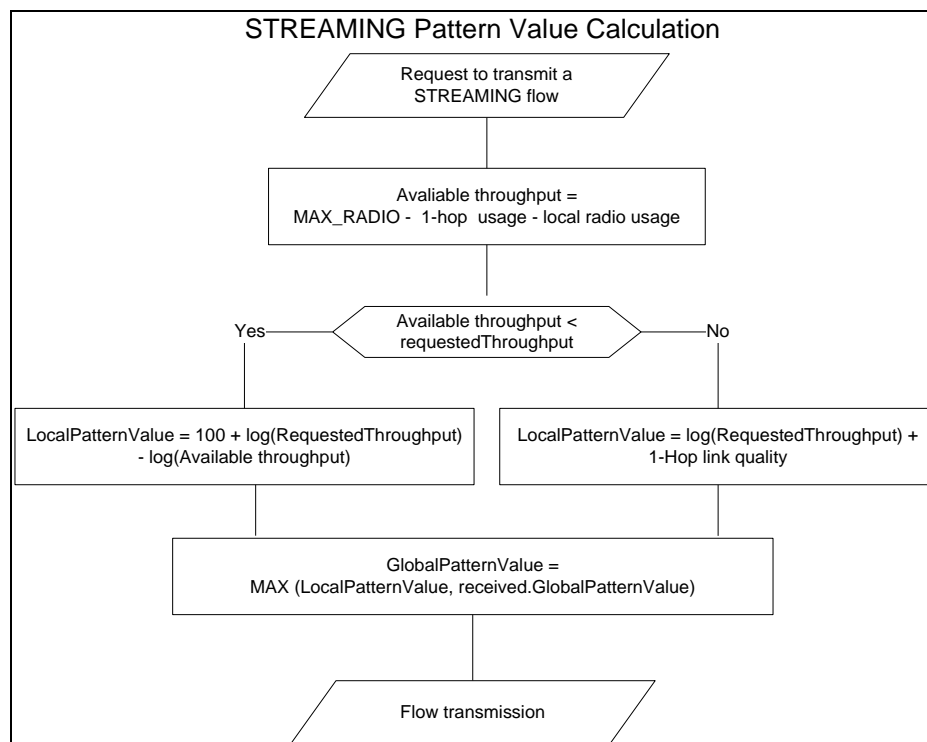 STREAMING Pattern Value Calculation
Request to transmit a
STREAMING flow
Avaliable throughput =
MAX_RADIO - 1-hop usage - local radio usage
Available throughput <
requestedThroughput
Yes
No
LocalPatternValue = 100 + log(RequestedThroughput)
- log(Available throughput)
LocalPatternValue = log(RequestedThroughput) +
1-Hop link quality
GlobalPatternValue =
MAX (LocalPatternValue, received.GlobalPatternValue)
Flow transmission